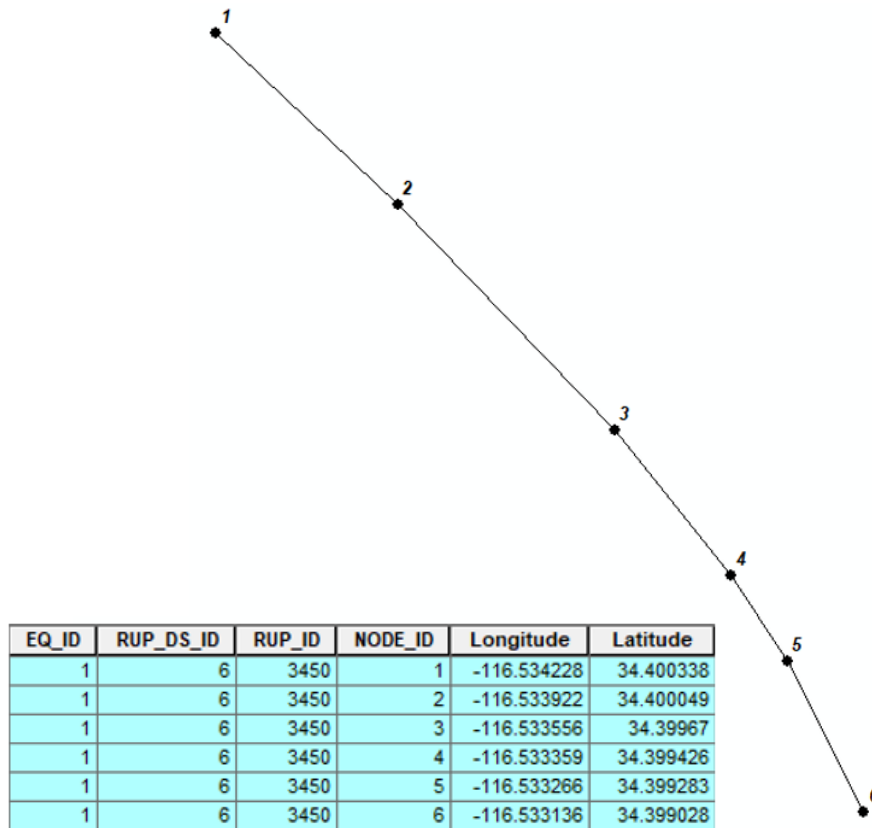 1
2
3
4
5
6
EQ_ID RUP_DS_ID RUP_ID NODE_ID Longitude Latitude
1 6 3450 1 -116.534228 34.400338
1 6 3450 2 -116.533922 34.400049
1 6 3450 3 -116.533556 34.39967
1 6 3450 4 -116.533359 34.399426
1 6 3450 5 -116.533266 34.399283
1 6 3450 6 -116.533136 34.399028